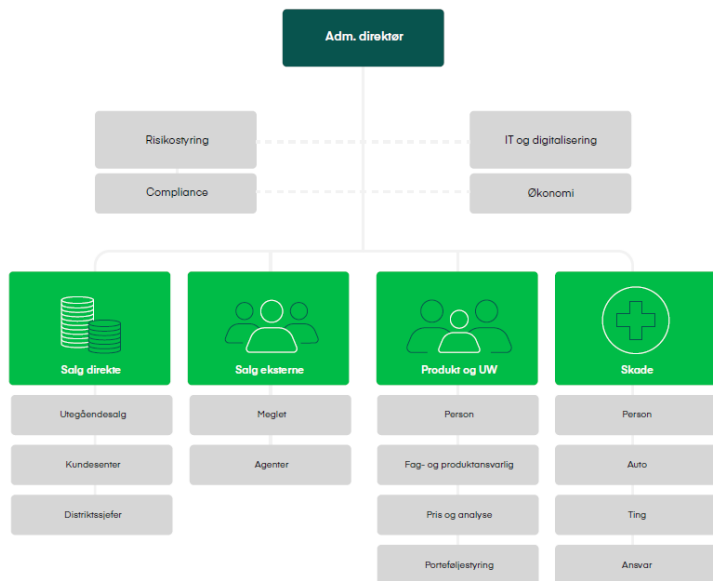 Adm. direktør
Risikostyring
IT og digitalisering
Compliance
Økonomi
Salg direkte
Salg eksterne
Produkt og UW
Skade
Utegåendesalg
Meglet
Person
Person
Kundesenter
Agenter
Fag- og produktansvarlig
Auto
Distriktssjefer
Pris og analyse
Ting
Porteføljestyring
Ansvar